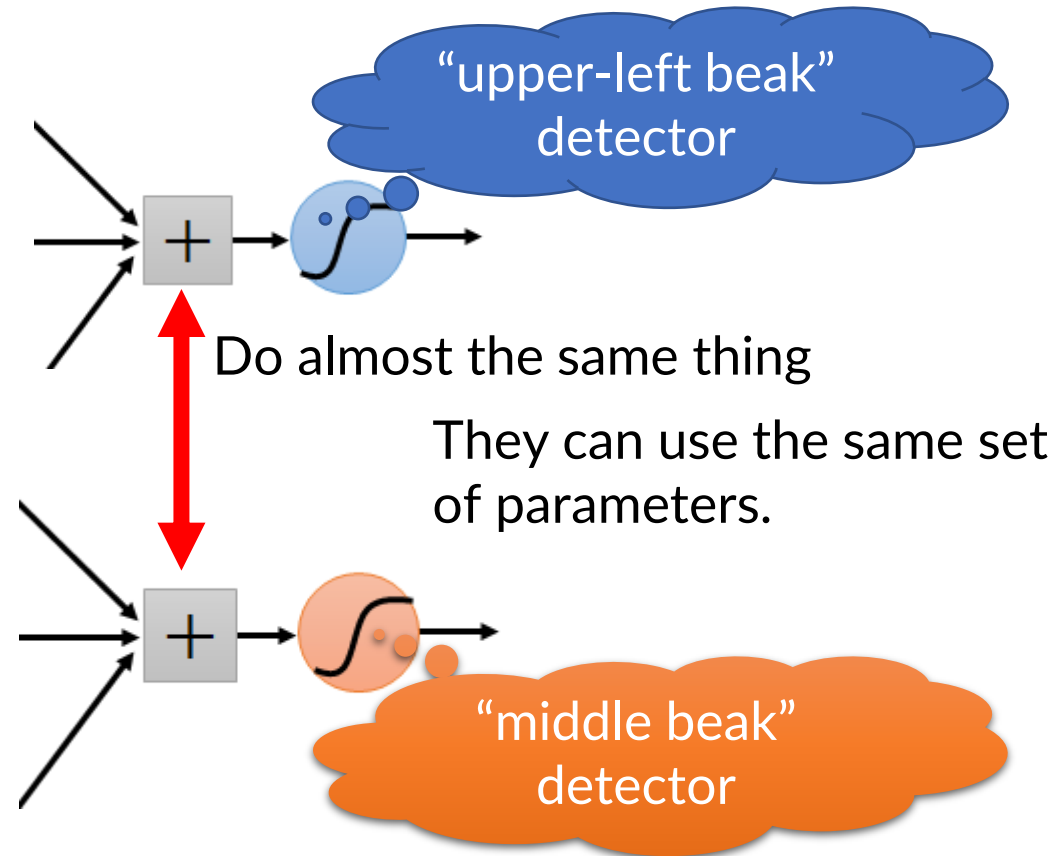 “upper-left beak”
detector
+
Do almost the same thing
They can use the same set
of parameters.
+
“middle beak”
detector